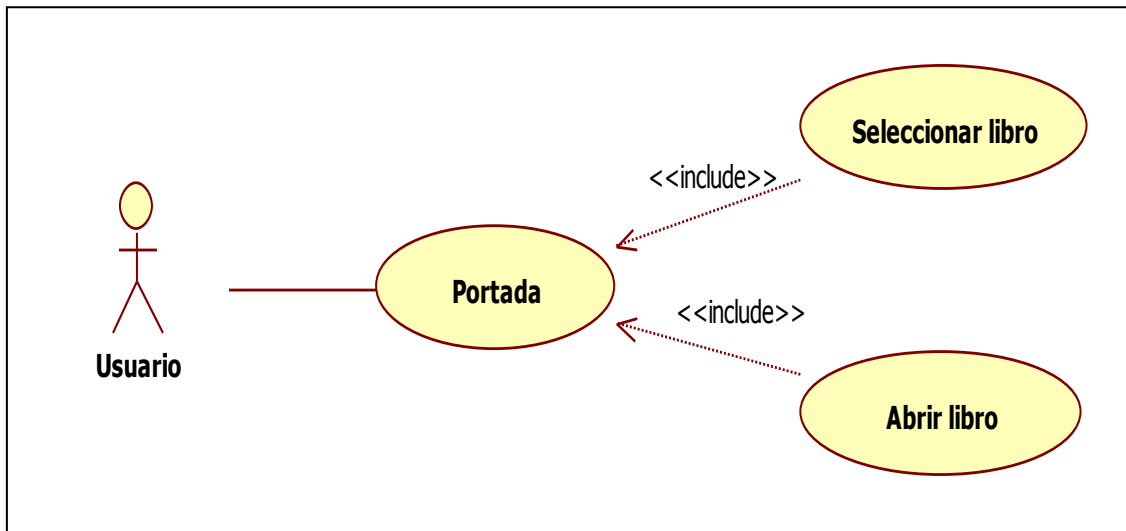 Seleccionar libro
<<include>>
Portada
<<include>>
Usuario
Abrir libro